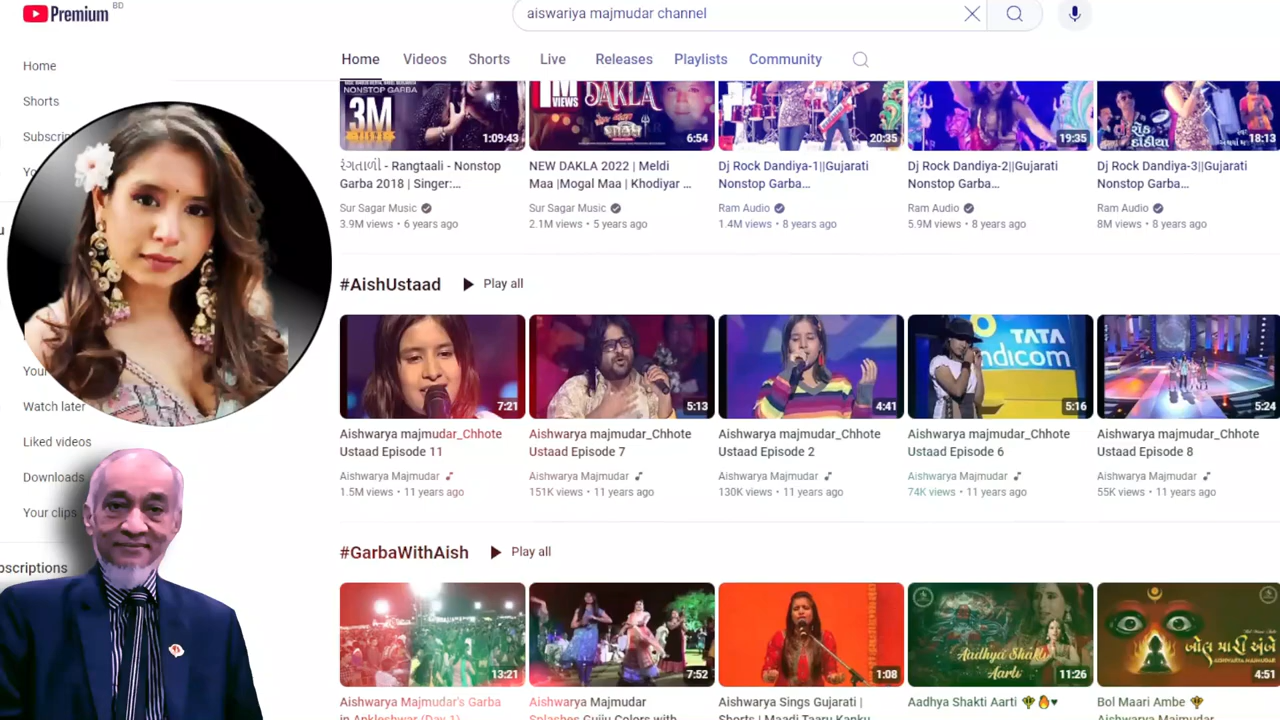 Premium BD
aiswariya majmudar channel
Home Videos Shorts Live Releases Playlists Community
Home
Shorts
Subscrip
Yo
u
Your
Watch later
Liked videos
Downloads
Your clips
bscriptions
NONSTOP GARBA
3M
1:09:43
1M
VIEWS
DAKLA
6:54
20:35
19:35
18:13
રંગતાળી - Rangtaali - Nonstop
Garba 2018 | Singer:...
Sur Sagar Music
3.9M views • 6 years ago
NEW DAKLA 2022 | Meldi
Maa |Mogal Maa | Khodiyar ...
Sur Sagar Music
2.1M views • 5 years ago
Dj Rock Dandiya-1||Gujarati
Nonstop Garba...
Ram Audio
1.4M views • 8 years ago
Dj Rock Dandiya-2||Gujarati
Nonstop Garba...
Ram Audio
5.9M views • 8 years ago
Dj Rock Dandiya-3||Gujarati
Nonstop Garba...
Ram Audio
8M views • 8 years ago
#AishUstaad Play all
7:21
5:13
4:41
TATA
ndicom
5:16
5:24
Aishwarya majmudar_Chhote
Ustaad Episode 11
Aishwarya Majmudar
1.5M views • 11 years ago
Aishwarya majmudar_Chhote
Ustaad Episode 7
Aishwarya Majmudar
151K views • 11 years ago
Aishwarya majmudar_Chhote
Ustaad Episode 2
Aishwarya Majmudar
130K views • 11 years ago
Aishwarya majmudar_Chhote
Ustaad Episode 6
Aishwarya Majmudar
74K views • 11 years ago
Aishwarya majmudar_Chhote
Ustaad Episode 8
Aishwarya Majmudar
55K views • 11 years ago
#GarbaWithAish Play all
13:21
7:52
1:08
Aadhya Shakti
Aarti
11:26
બોલ મારી અંબે
AISHWARYA MAJMUDAR
4:51
Aishwarya Majmudar's Garba
in Ankleshwar (Day 1)
Aishwarya Majmudar
Splashes Gujju Colors with
Aishwarya Sings Gujarati |
Shorts | Maadi Taaru Kanku
Aadhya Shakti Aarti
Bol Maari Ambe
Aishwarya Majmudar